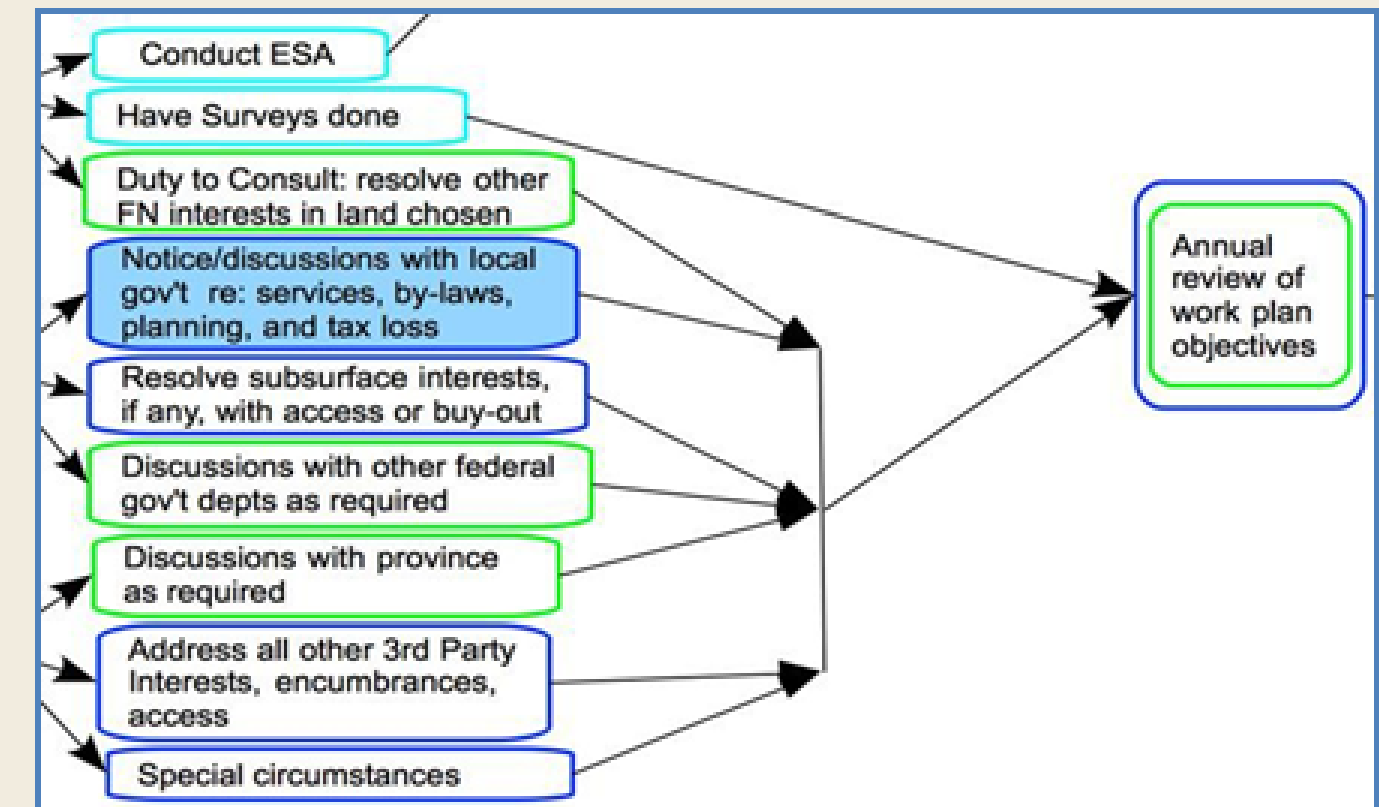 Conduct ESA
Have Surveys done
Duty to Consult: resolve other
FN interests in land chosen
Notice/discussions with local
gov't re: services, by-laws,
planning, and tax loss
Resolve subsurface interests,
if any, with access or buy-out
Discussions with other federal
gov't depts as required
Discussions with province
as required
Address all other 3rd Party
Interests, encumbrances,
access
Special circumstances
Annual
review of
work plan
objectives